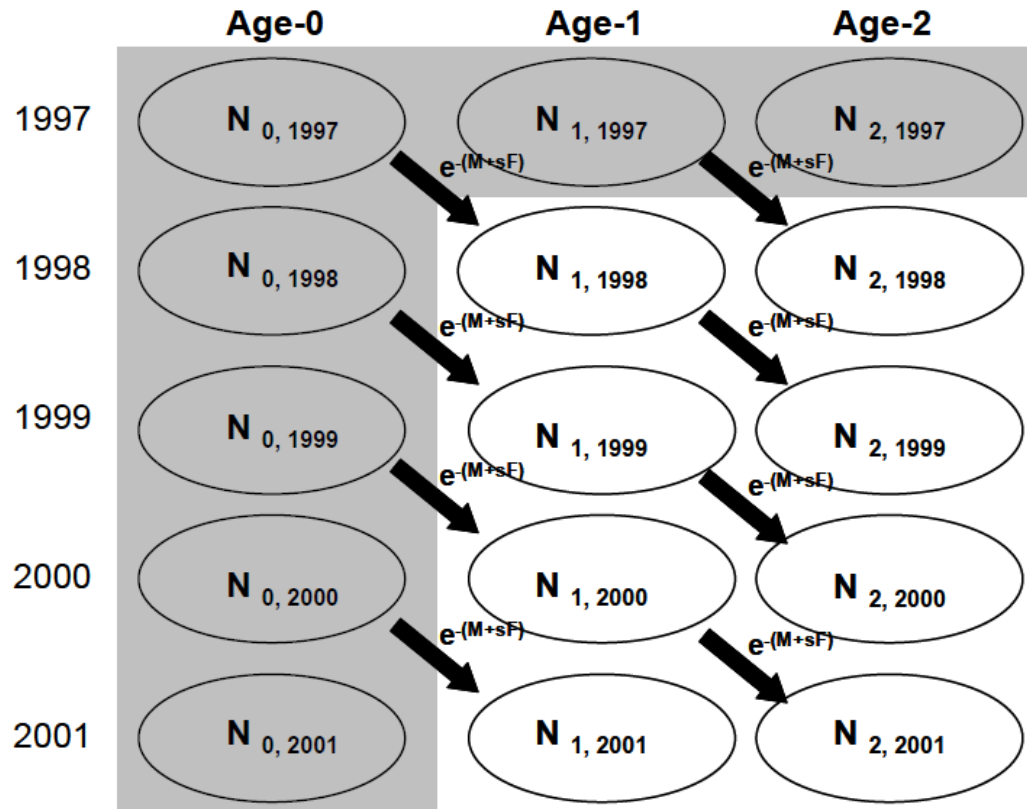 Age-0 Age-1 Age-2
1997 N 0, 1997 N 1, 1997 N 2, 1997
e-(M+sF) e-(M+sF)
1998 N 0, 1998 N 1, 1998 N 2, 1998
e-(M+sF) e-(M+sF)
1999 N 0, 1999 N 1, 1999 N 2, 1999
e-(M+sF) e-(M+sF)
2000 N 0, 2000 N 1, 2000 N 2, 2000
e-(M+sF) e-(M+sF)
2001 N 0, 2001 N 1, 2001 N 2, 2001